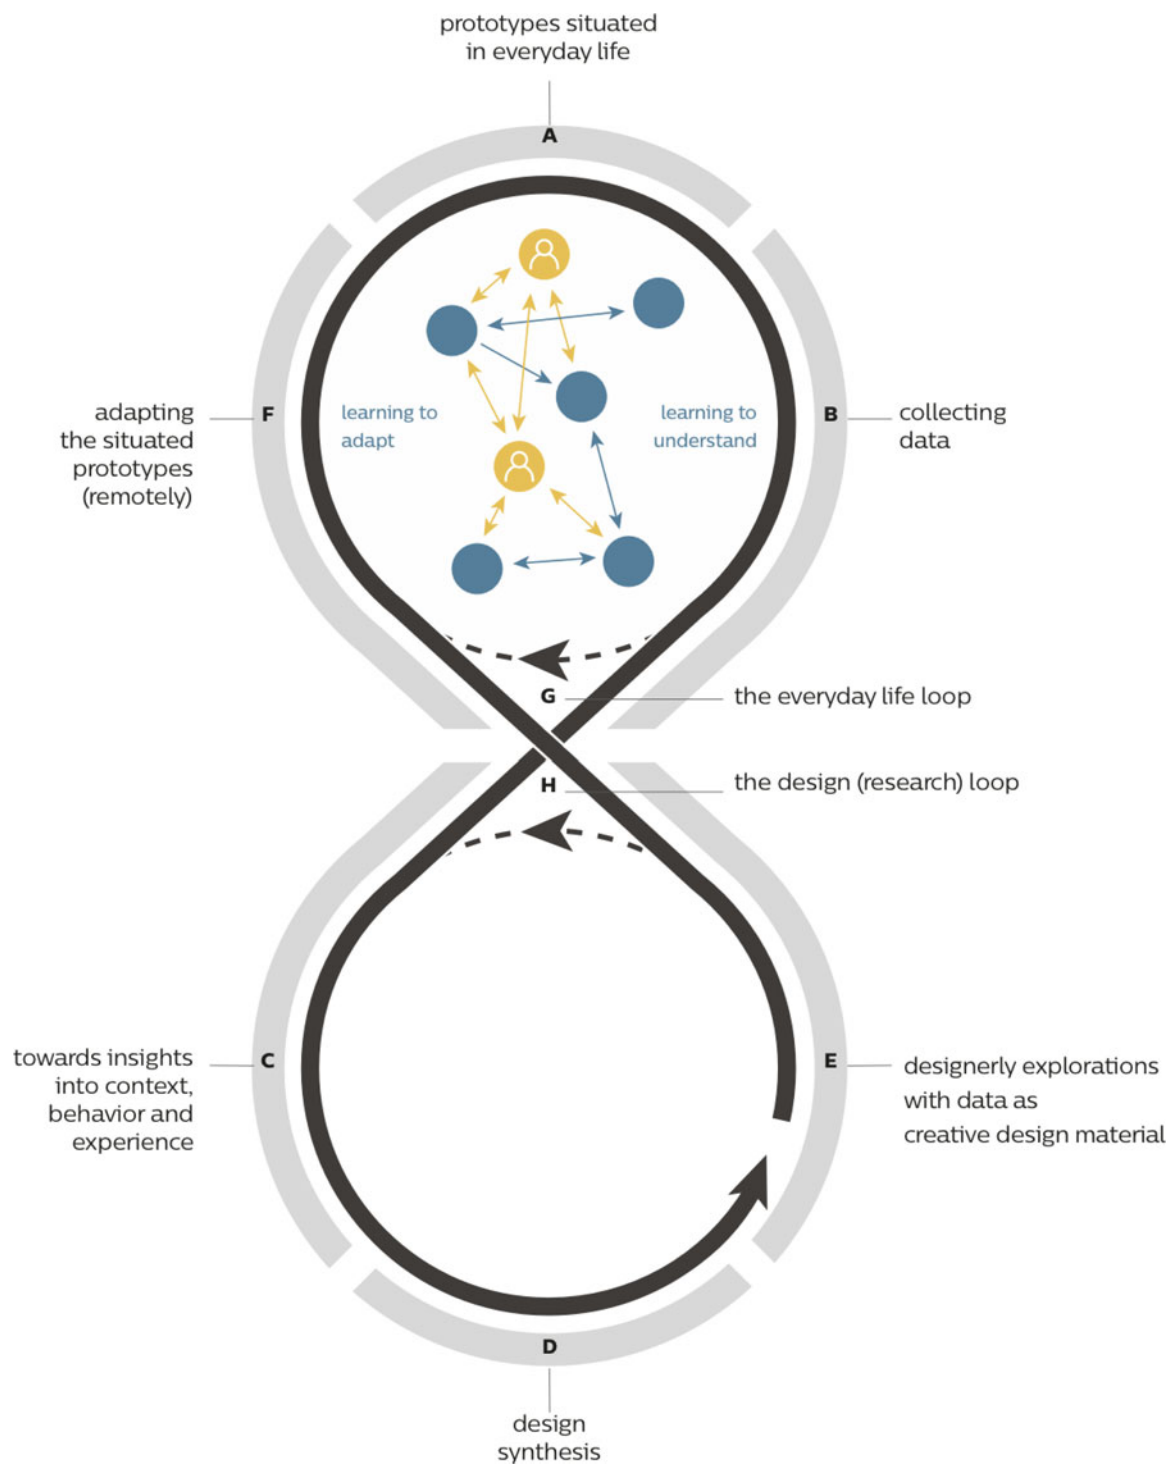 prototypes situated
in everyday life
A
F
adapting
the situated
prototypes
(remotely)
learning to
adapt
learning to
understand
B
collecting
data
G
the everyday life loop
H
the design (research) loop
C
towards insights
into context,
behavior and
experience
E
designerly explorations
with data as
creative design material
D
design
synthesis